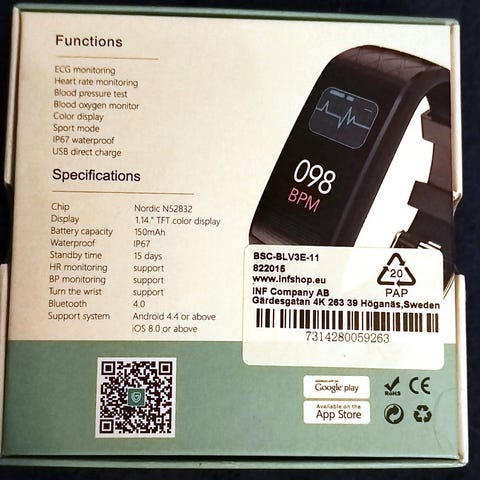 Functions
ECG monitoring
Heart rate monitoring
Blood pressure test
Blood oxygen monitor
Color display
Sport mode
IP67 waterproof
USB direct charge
Specifications
Chip Nordic N52832
Display 1.14." TFT color display
Battery capacity 150mAh
Waterproof IP67
Standby time 15 days
HR monitoring support
BP monitoring support
Turn the wrist support
Bluetooth 4.0
Support system Android 4.4 or above
iOS 8.0 or above
098
BPM
BSC-BLV3E-11
822015
www.infshop.eu
INF Company AB
Gärdesgatan 4K 263 39 Höganäs,Sweden
20
PAP
7314280059263
ANDROID APP ON
Google play
Available on the
App Store
RoHS
CE